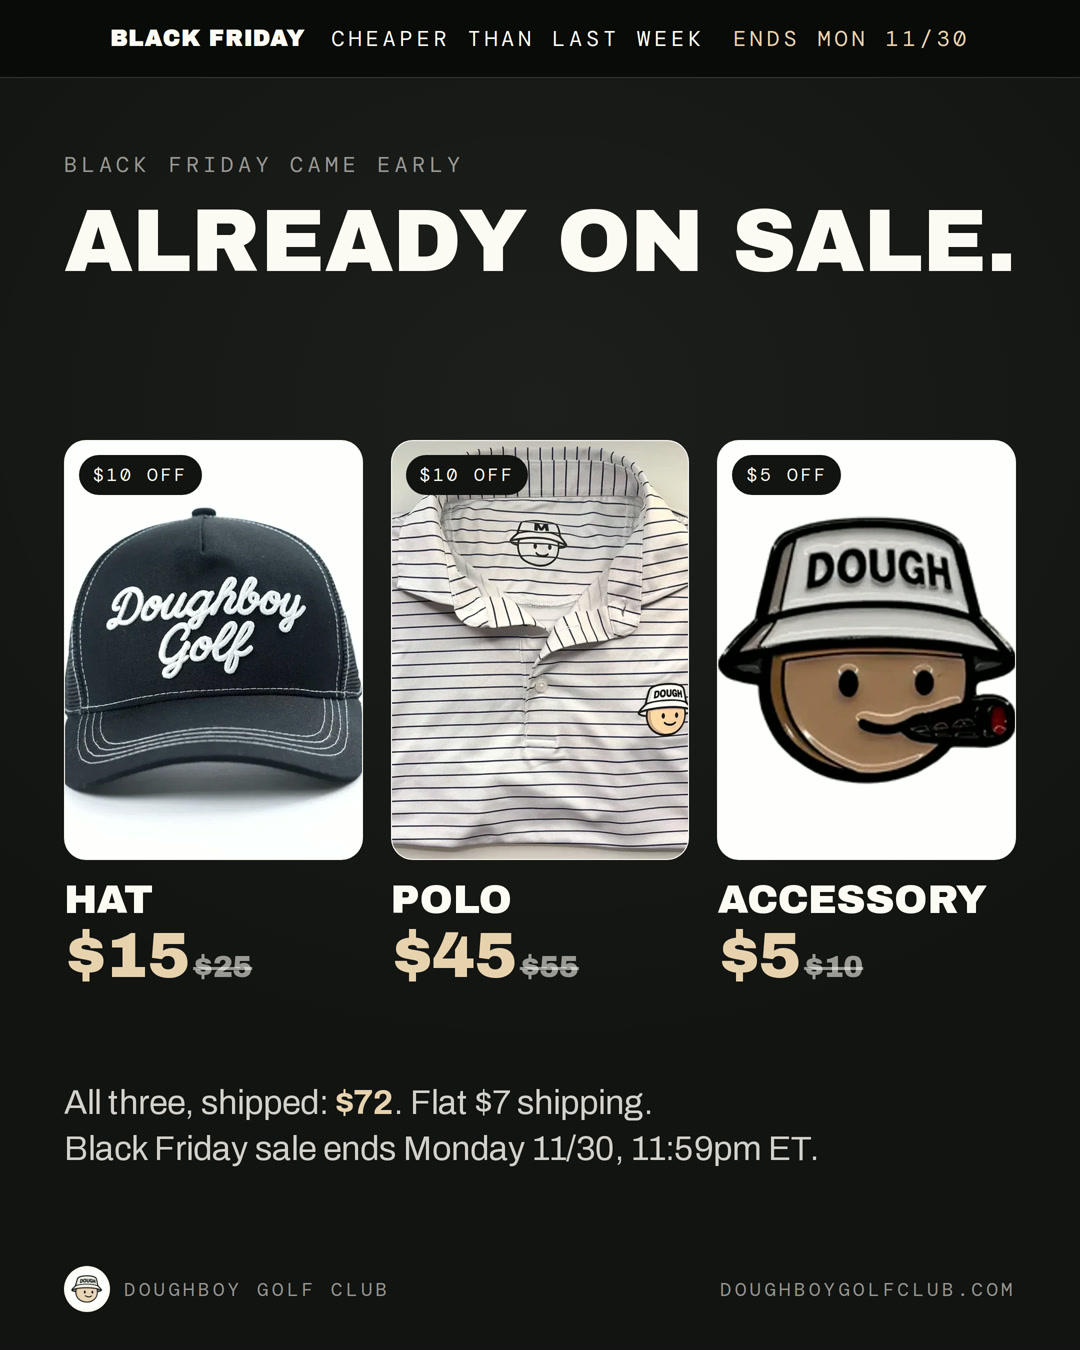 BLACK FRIDAY CHEAPER THAN LAST WEEK ENDS MON 11/30
BLACK FRIDAY CAME EARLY
ALREADY ON SALE.
$10 OFF
Doughboy
Golf
$10 OFF
M
DOUGH
$5 OFF
DOUGH
HAT
$15 $25
POLO
$45 $55
ACCESSORY
$5 $10
All three, shipped: $72. Flat $7 shipping.
Black Friday sale ends Monday 11/30, 11:59pm ET.
DOUGH
DOUGHBOY GOLF CLUB
DOUGHBOYGOLFCLUB.COM